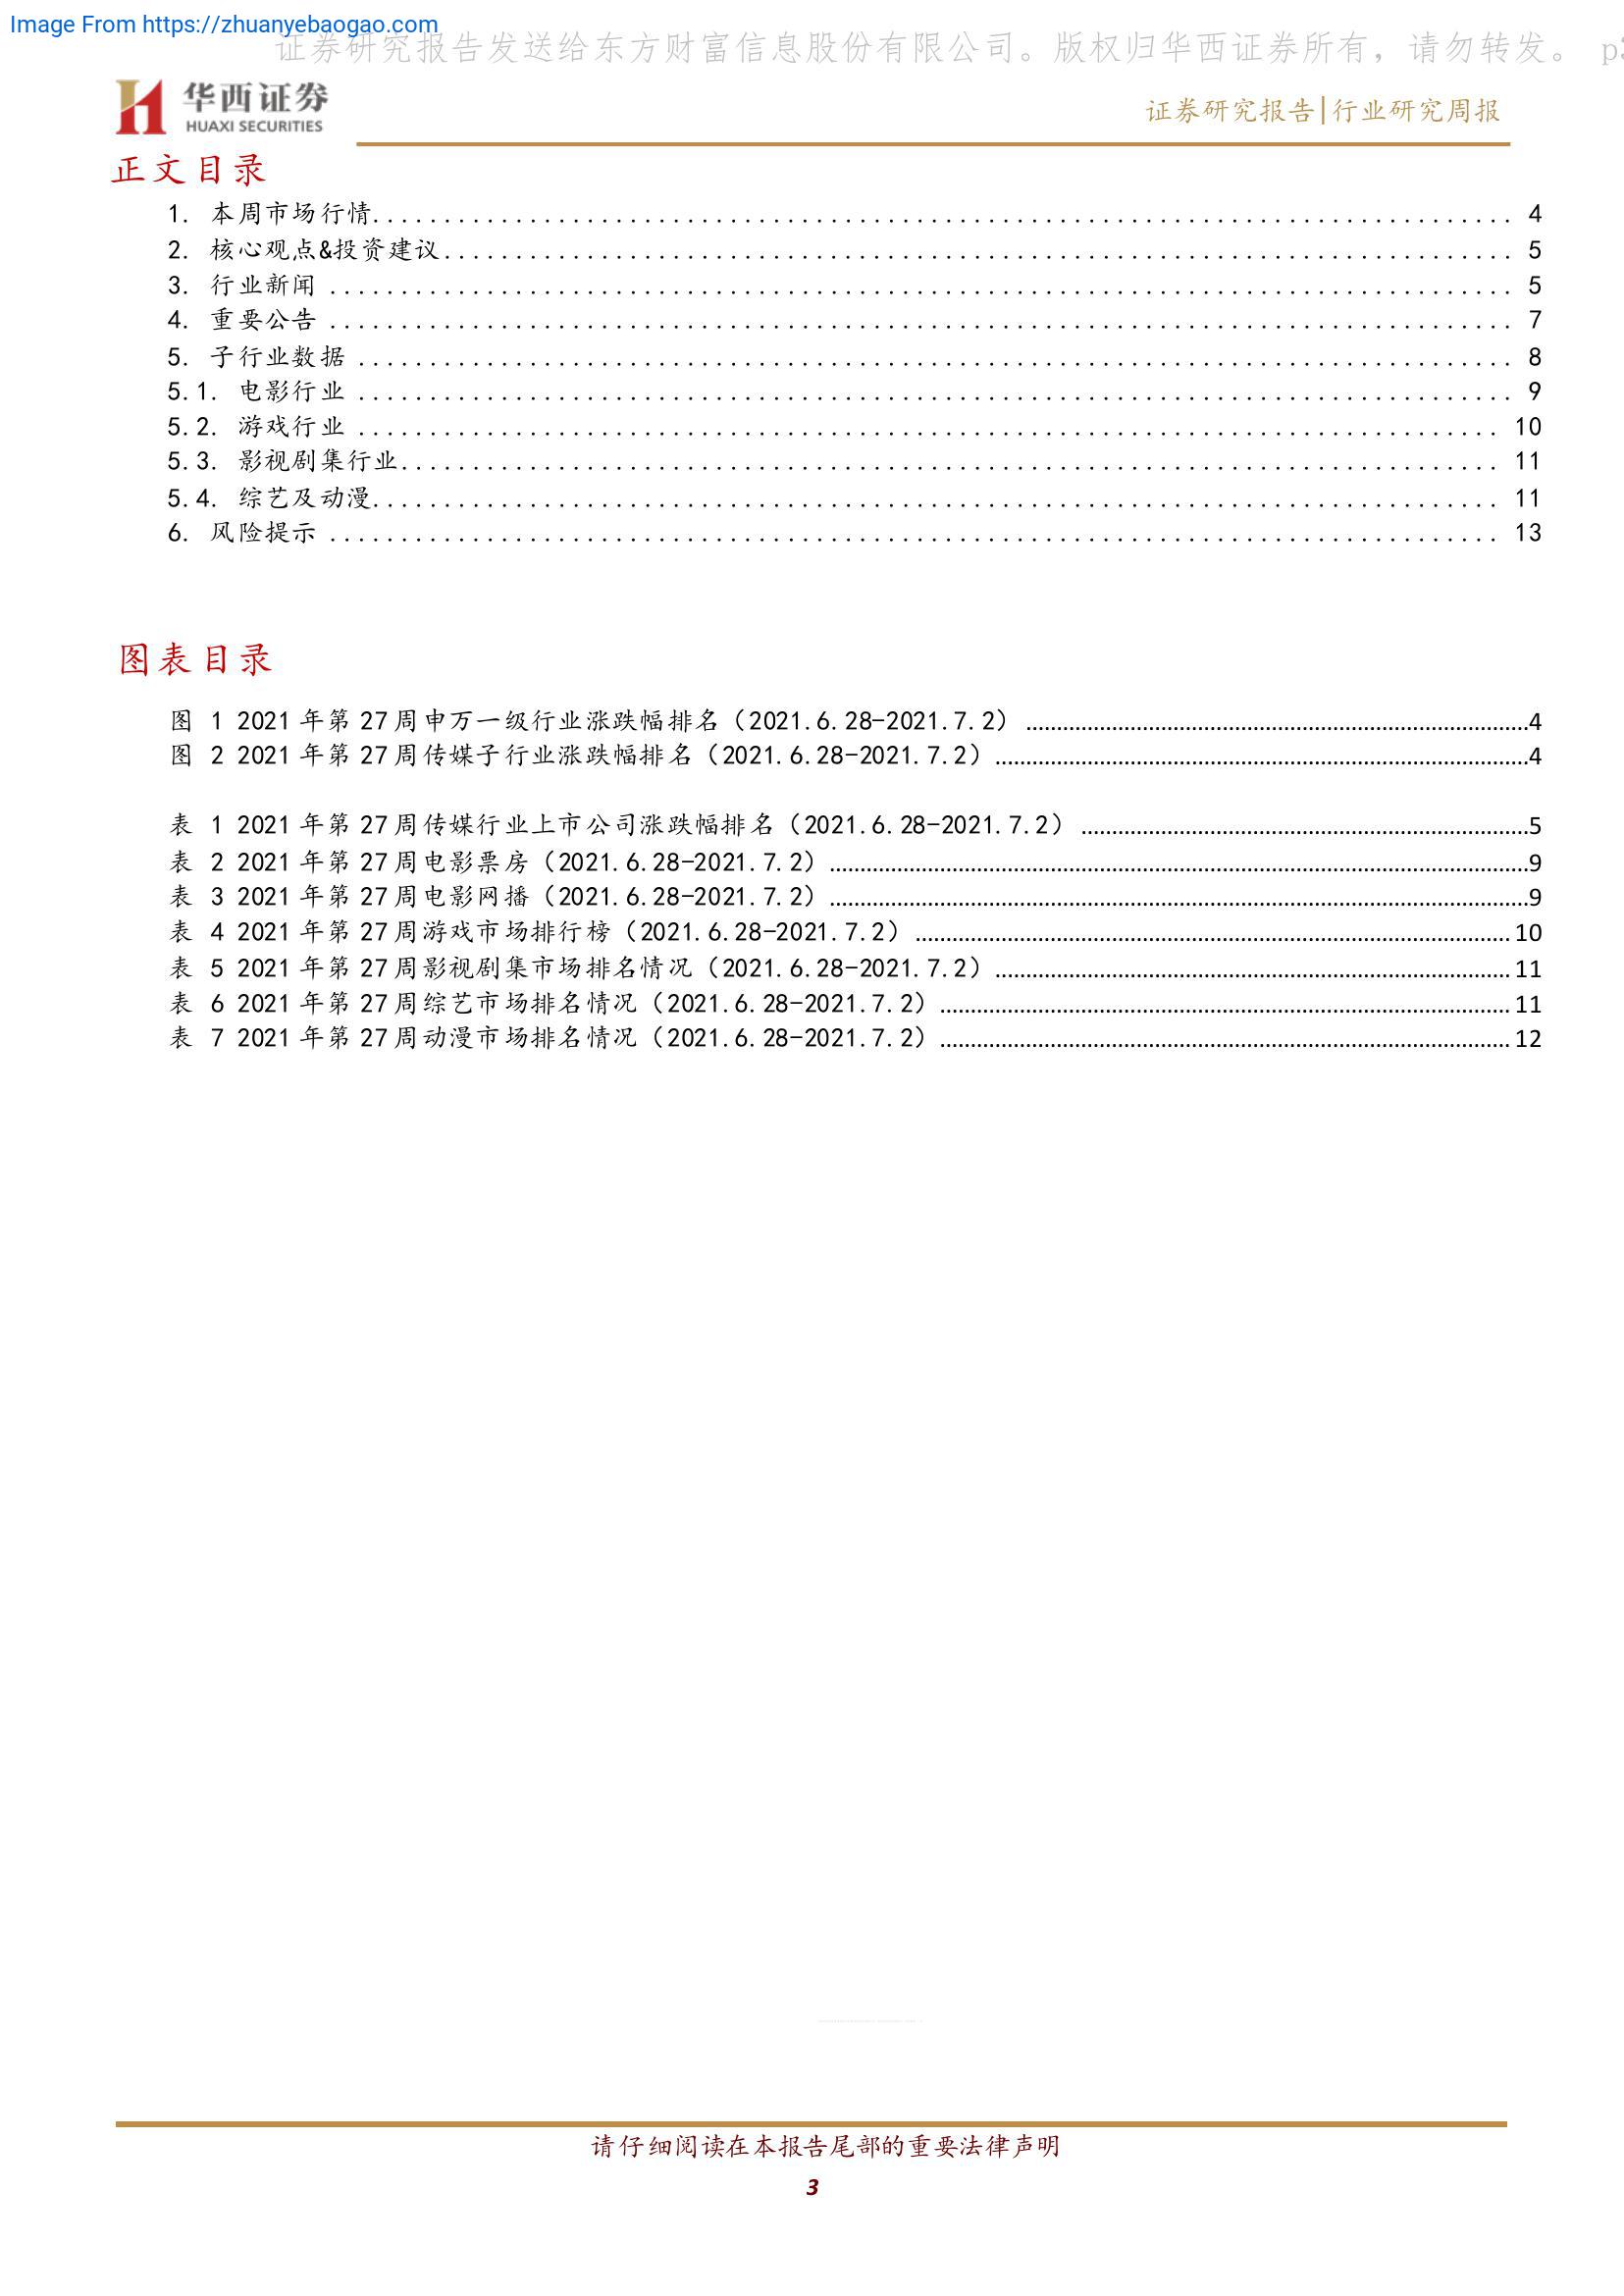 Image From https://zhuanyebaogao.com
证券研究报告发送给东方财富信息股份有限公司。版权归华西证券所有，请勿转发。 p3
华西证券
HUAXI SECURITIES
证券研究报告|行业研究周报
正文目录
1. 本周市场行情................................................................................ 4
2. 核心观点&投资建议........................................................................... 5
3. 行业新闻 ................................................................................... 5
4. 重要公告 ................................................................................... 7
5. 子行业数据 ................................................................................. 8
5.1. 电影行业 ................................................................................. 9
5.2. 游戏行业 ................................................................................ 10
5.3. 影视剧集行业............................................................................. 11
5.4. 综艺及动漫............................................................................... 11
6. 风险提示 .................................................................................. 13
图表目录
图 1 2021 年第 27 周申万一级行业涨跌幅排名（2021.6.28-2021.7.2） ....................................4
图 2 2021 年第 27 周传媒子行业涨跌幅排名（2021.6.28-2021.7.2） ......................................4
表 1 2021 年第 27 周传媒行业上市公司涨跌幅排名（2021.6.28-2021.7.2） ................................5
表 2 2021 年第 27 周电影票房（2021.6.28-2021.7.2） ..................................................9
表 3 2021 年第 27 周电影网播（2021.6.28-2021.7.2） ..................................................9
表 4 2021 年第 27 周游戏市场排行榜（2021.6.28-2021.7.2） ........................................... 10
表 5 2021 年第 27 周影视剧集市场排名情况（2021.6.28-2021.7.2） ..................................... 11
表 6 2021 年第 27 周综艺市场排名情况（2021.6.28-2021.7.2） ......................................... 11
表 7 2021 年第 27 周动漫市场排名情况（2021.6.28-2021.7.2） ......................................... 12
请仔细阅读在本报告尾部的重要法律声明
3